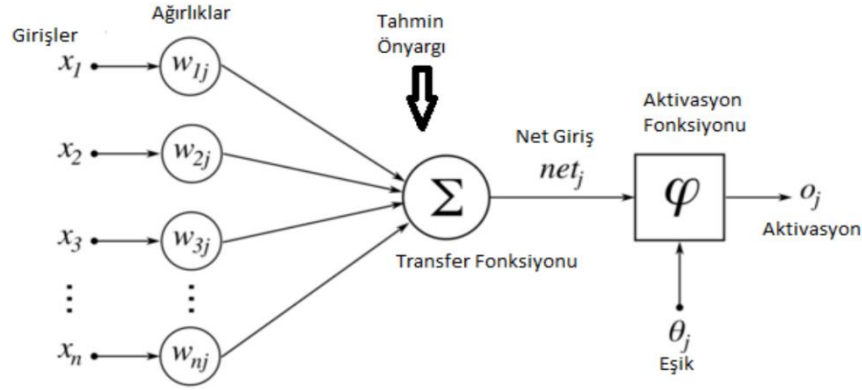 Girişler
Ağırlıklar
Tahmin
Önyargı
x₁
w₁ⱼ
x₂
w₂ⱼ
x₃
w₃ⱼ
⋮
⋮
xₙ
wₙⱼ
Σ
Transfer Fonksiyonu
Net Giriş
netⱼ
Aktivasyon
Fonksiyonu
φ
oⱼ
Aktivasyon
θⱼ
Eşik